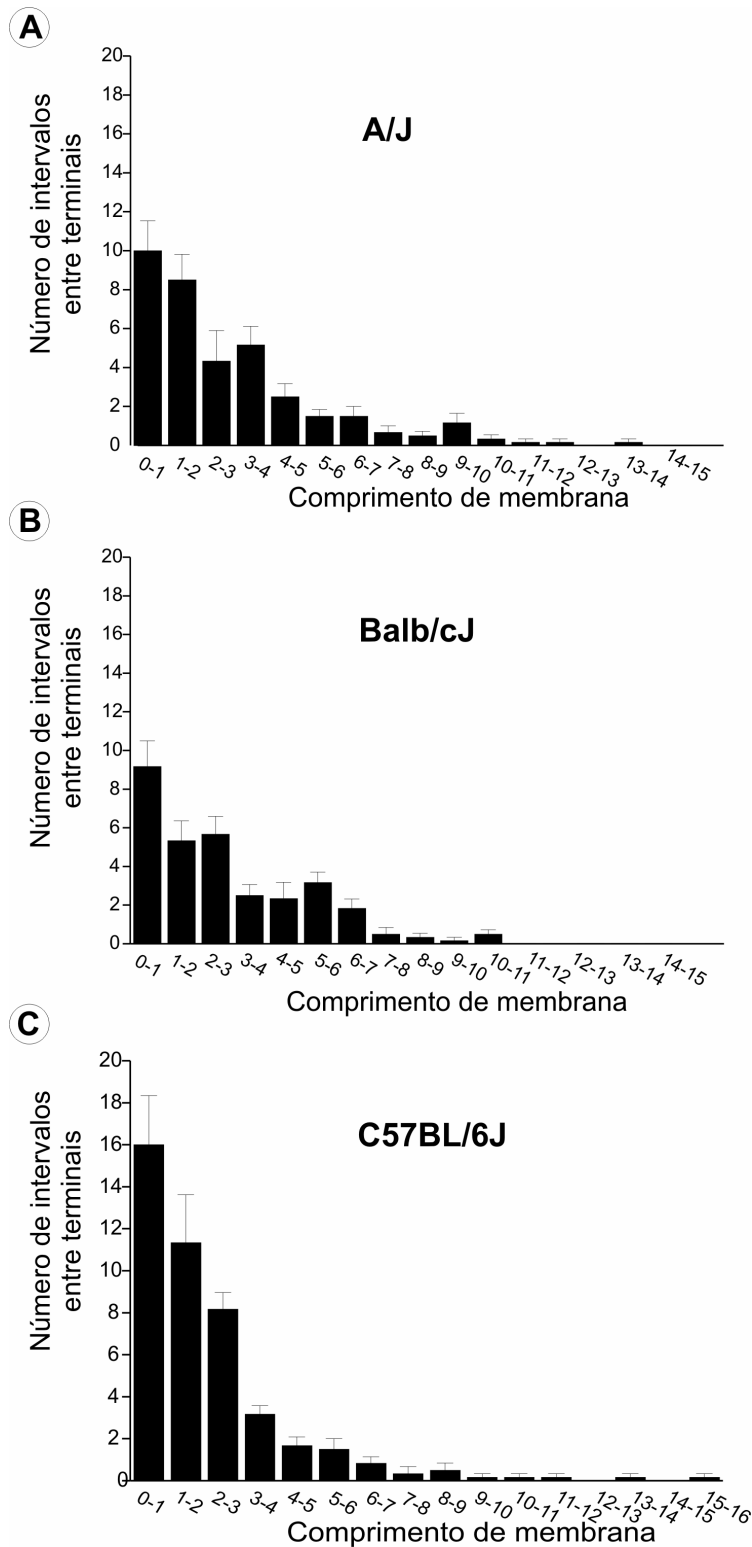 A
A/J
Número de intervalos
entre terminais
20
18
16
14
12
10
8
6
4
2
0
0-1 1-2 2-3 3-4 4-5 5-6 6-7 7-8 8-9 9-10 10-11 11-12 12-13 13-14 14-15
Comprimento de membrana
B
Balb/cJ
Número de intervalos
entre terminais
20
18
16
14
12
10
8
6
4
2
0
0-1 1-2 2-3 3-4 4-5 5-6 6-7 7-8 8-9 9-10 10-11 11-12 12-13 13-14 14-15
Comprimento de membrana
C
C57BL/6J
Número de intervalos
entre terminais
20
18
16
14
12
10
8
6
4
2
0
0-1 1-2 2-3 3-4 4-5 5-6 6-7 7-8 8-9 9-10 10-11 11-12 12-13 13-14 14-15 15-16
Comprimento de membrana